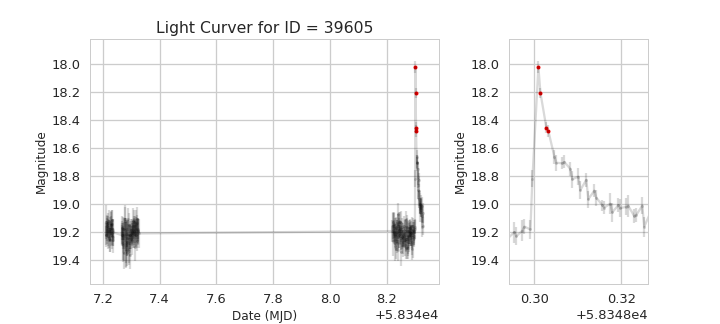 Light Curver for ID = 39605
18.0
18.2
18.4
18.6
18.8
19.0
19.2
19.4
Magnitude
7.2 7.4 7.6 7.8 8.0 8.2
Date (MJD) +5.834e4
18.0
18.2
18.4
18.6
18.8
19.0
19.2
19.4
Magnitude
0.30 0.32
+5.8348e4